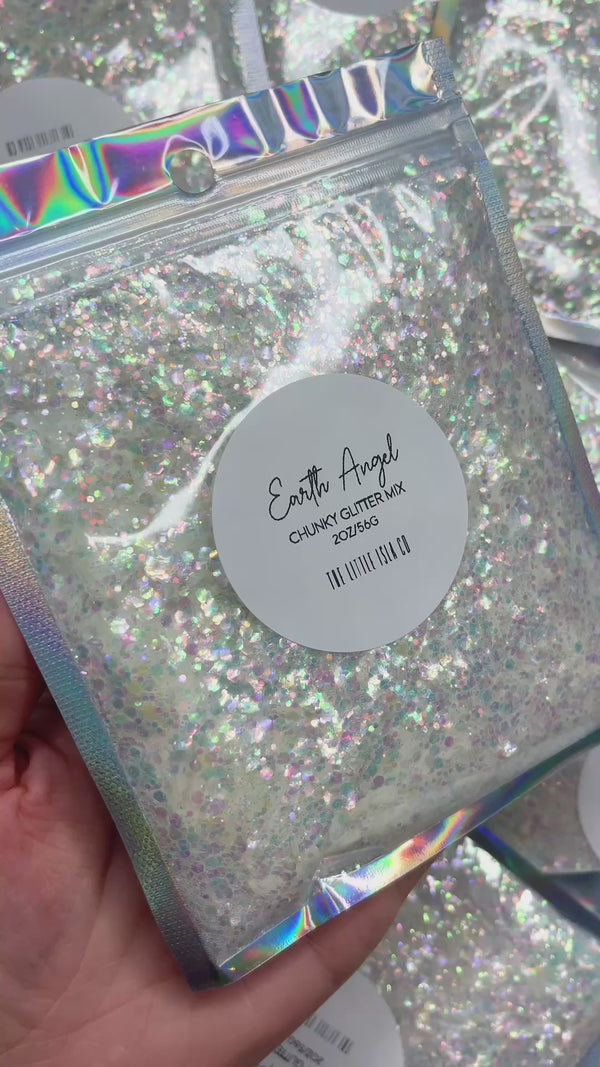 Earth Angel
CHUNKY GLITTER MIX
2OZ/56G
THE LITTLE ISLA CO